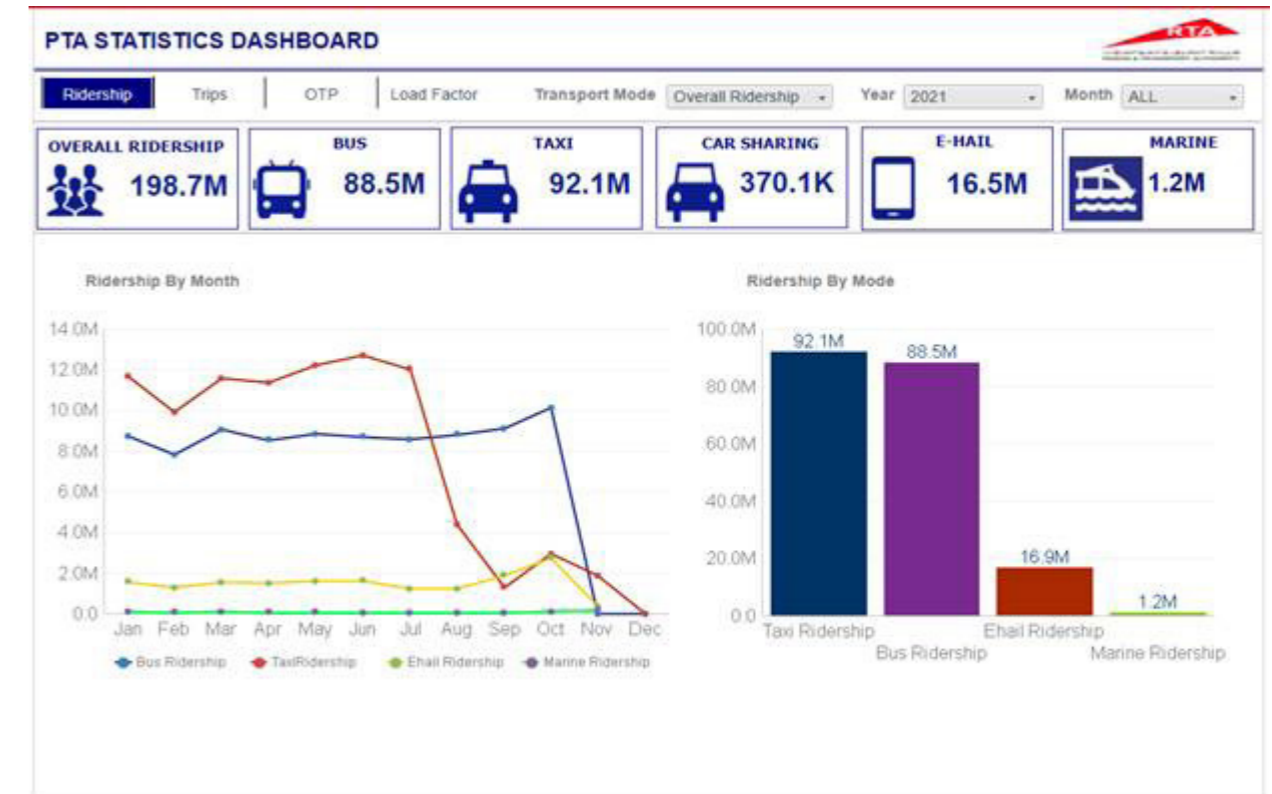 PTA STATISTICS DASHBOARD
RTA
Ridership Trips OTP Load Factor Transport Mode Overall Ridership Year 2021 Month ALL
OVERALL RIDERSHIP
198.7M
BUS
88.5M
TAXI
92.1M
CAR SHARING
370.1K
E-HAIL
16.5M
MARINE
1.2M
Ridership By Month
14.0M
12.0M
10.0M
8.0M
6.0M
4.0M
2.0M
0.0
Jan Feb Mar Apr May Jun Jul Aug Sep Oct Nov Dec
Bus Ridership TaxiRidership Ehail Ridership Marine Ridership
Ridership By Mode
100.0M
80.0M
60.0M
40.0M
20.0M
0.0
92.1M
88.5M
16.9M
1.2M
Taxi Ridership Ehail Ridership
Bus Ridership Marine Ridership